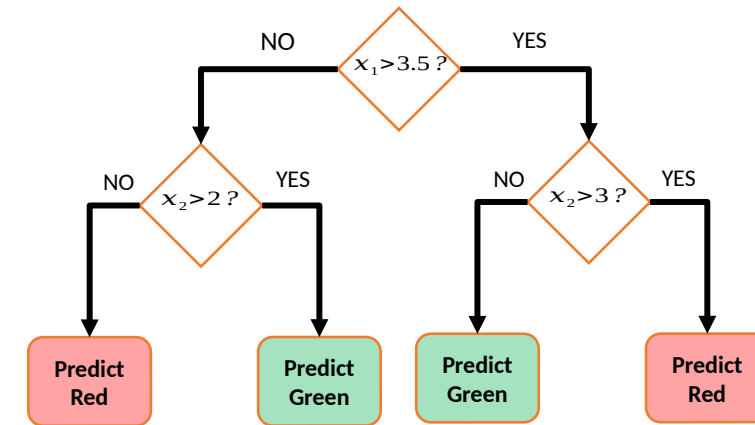 NO
YES
x₁>3.5 ?
NO
YES
x₂>2 ?
NO
YES
x₂>3 ?
Predict
Red
Predict
Green
Predict
Green
Predict
Red